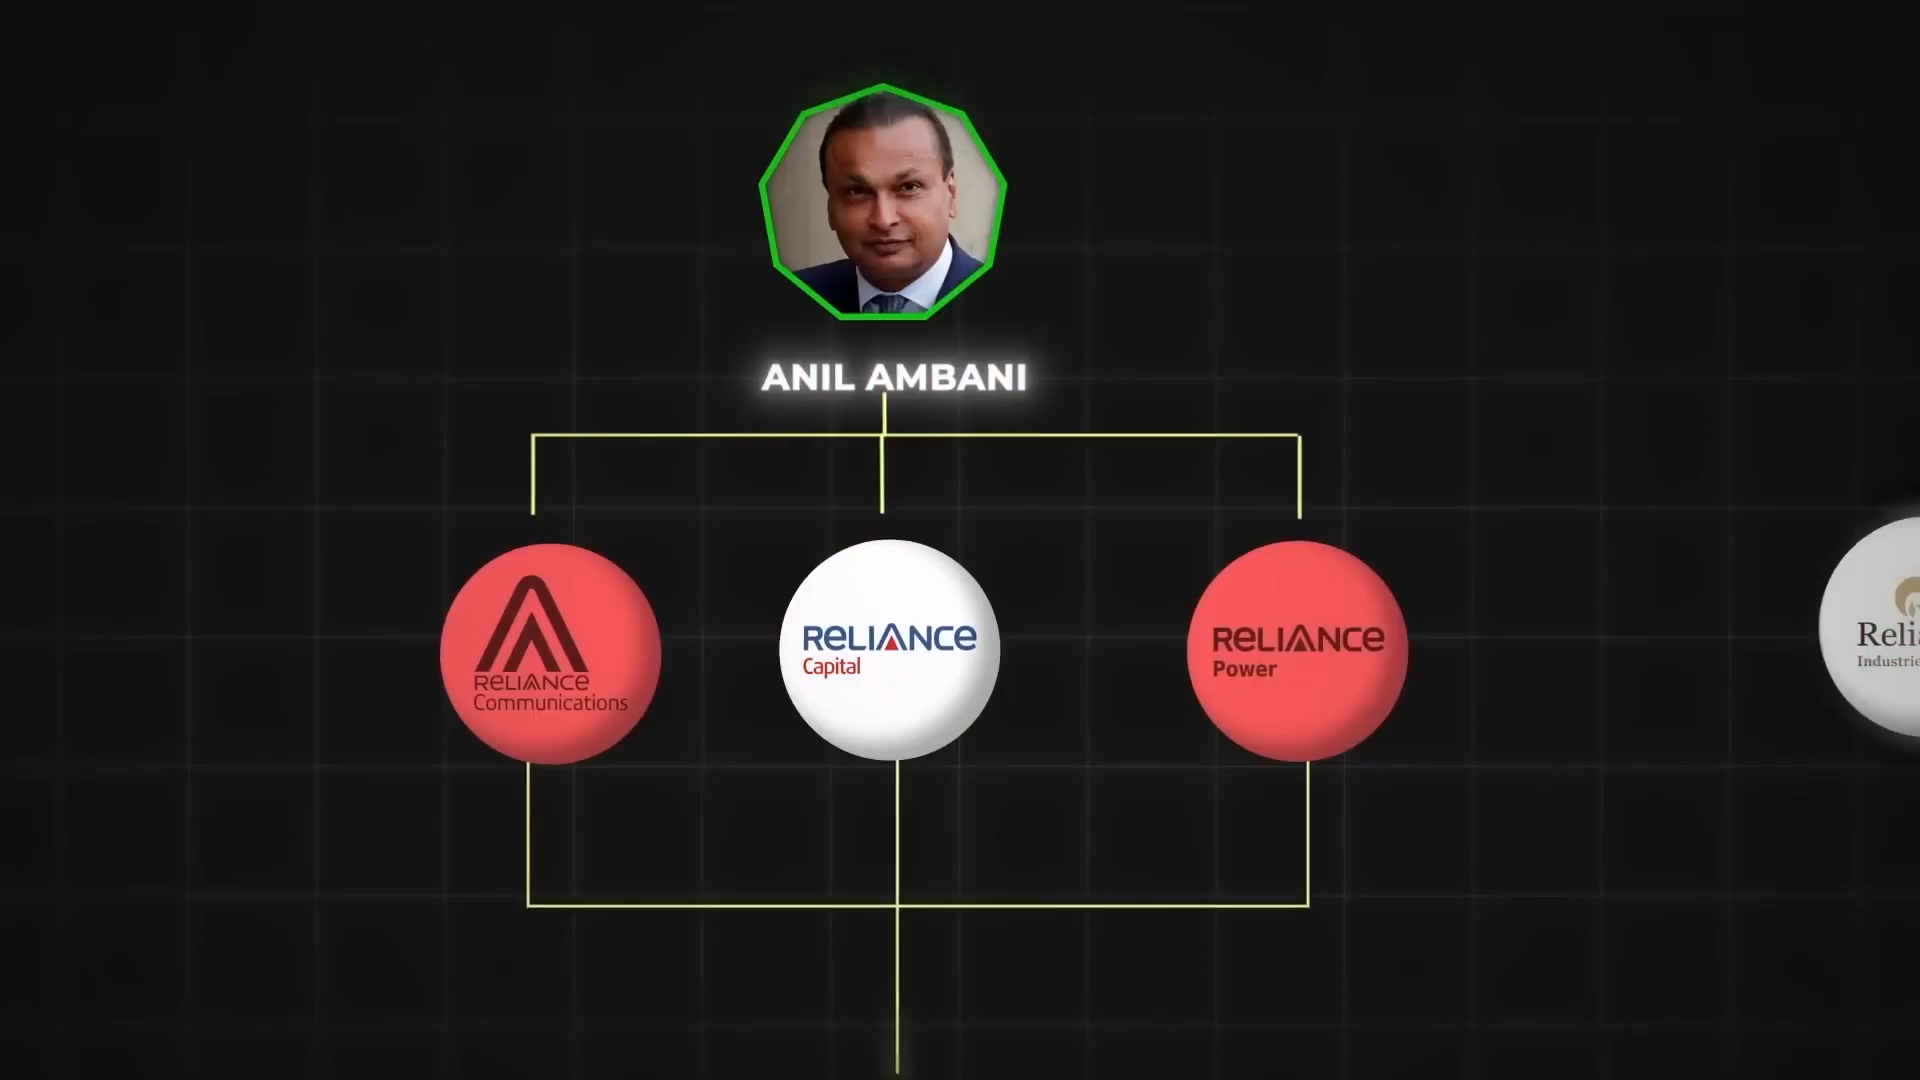 ANIL AMBANI
RELIANCE
Communications
RELIANCE
Capital
RELIANCE
Power